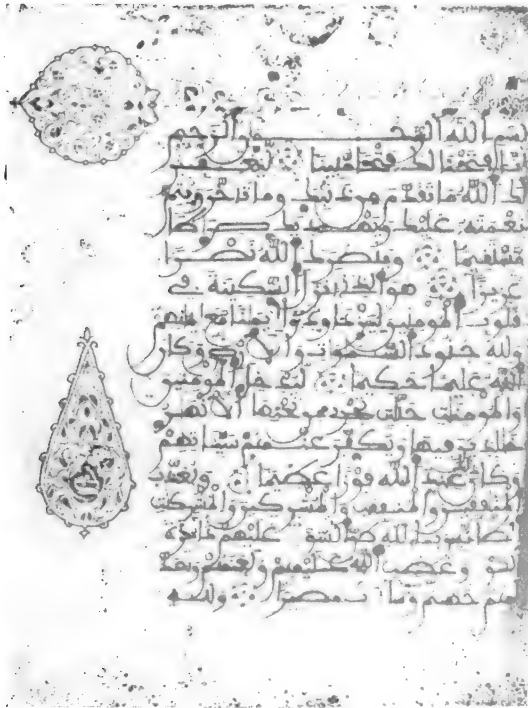 بسم الله الرحمن الرحيم
انا فتحنا لك فتحا مبينا ليغفر
لك الله ما تقدم من ذنبك وما تاخر ويتم
نعمته عليك ويهديك صراطا
مستقيما وينصرك الله نصرا
عزيزا هو الذي انزل السكينة في
قلوب المومنين ليزدادوا ايمنا مع ايمنهم
ولله جنود السموت والارض وكان
الله عليما حكيما ليدخل المومنين
والمومنت جنت تجري من تحتها الانهر
خلدين فيها ويكفر عنهم سياتهم
وكان ذلك عند الله فوزا عظيما ويعذب
المنفقين والمنفقت والمشركين والمشركت
الظانين بالله ظن السوء عليهم دائرة
السوء وغضب الله عليهم ولعنهم واعد
لهم جهنم وساءت مصيرا ولله